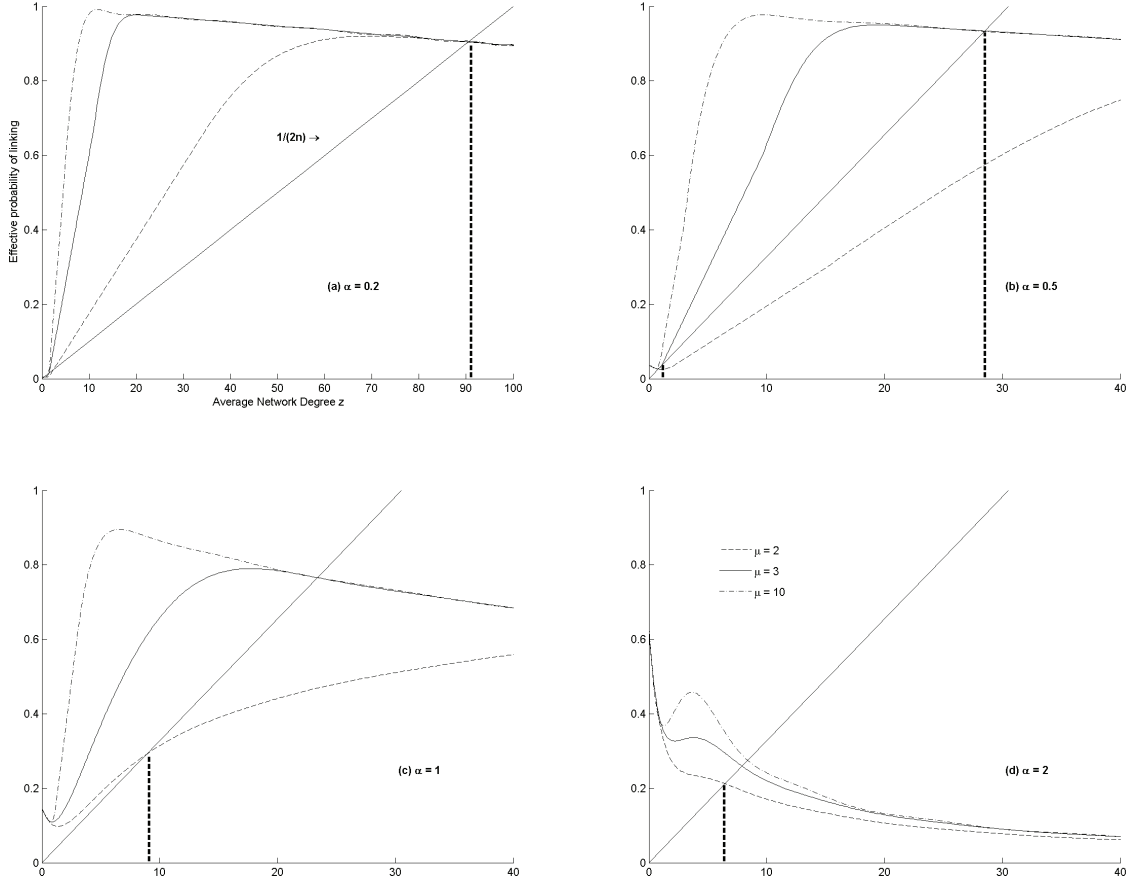 1
0.8
0.6
0.4
0.2
0
Effective probability of linking
1/(2n) →
(a) α = 0.2
0 10 20 30 40 50 60 70 80 90 100
Average Network Degree z
1
0.8
0.6
0.4
0.2
0
(b) α = 0.5
0 10 20 30 40
1
0.8
0.6
0.4
0.2
0
(c) α = 1
0 10 20 30 40
1
0.8
0.6
0.4
0.2
0
μ = 2
μ = 3
μ = 10
(d) α = 2
0 10 20 30 40